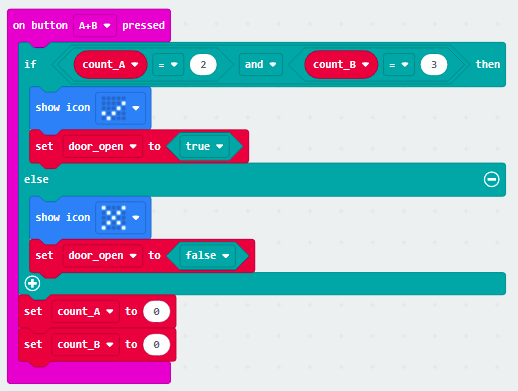 on button A+B pressed
if count_A = 2 and count_B = 3 then
show icon
set door_open to true
else
show icon
set door_open to false
set count_A to 0
set count_B to 0